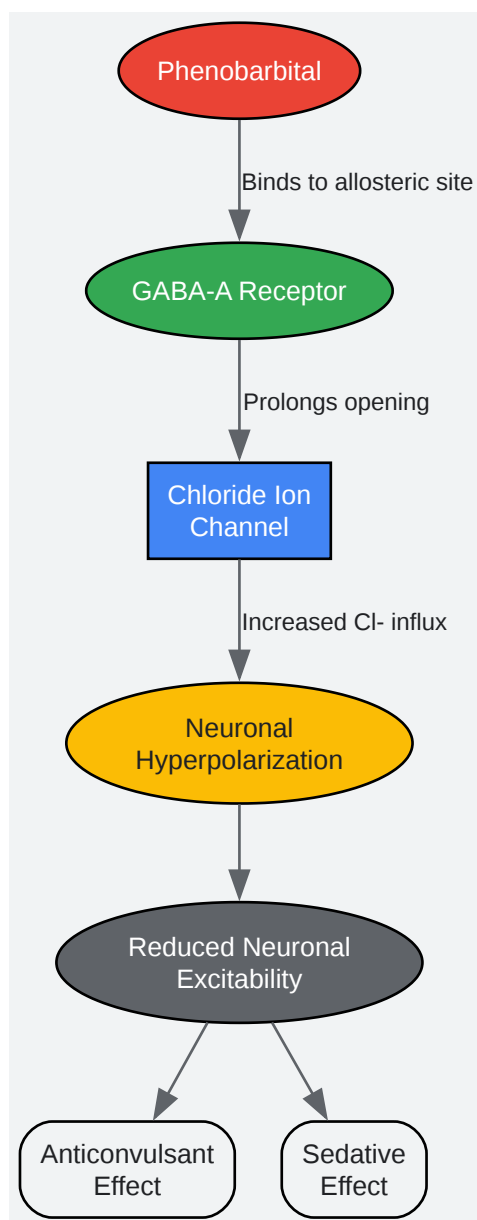 Phenobarbital
Binds to allosteric site
GABA-A Receptor
Prolongs opening
Chloride Ion
Channel
Increased Cl- influx
Neuronal
Hyperpolarization
Reduced Neuronal
Excitability
Anticonvulsant
Effect
Sedative
Effect